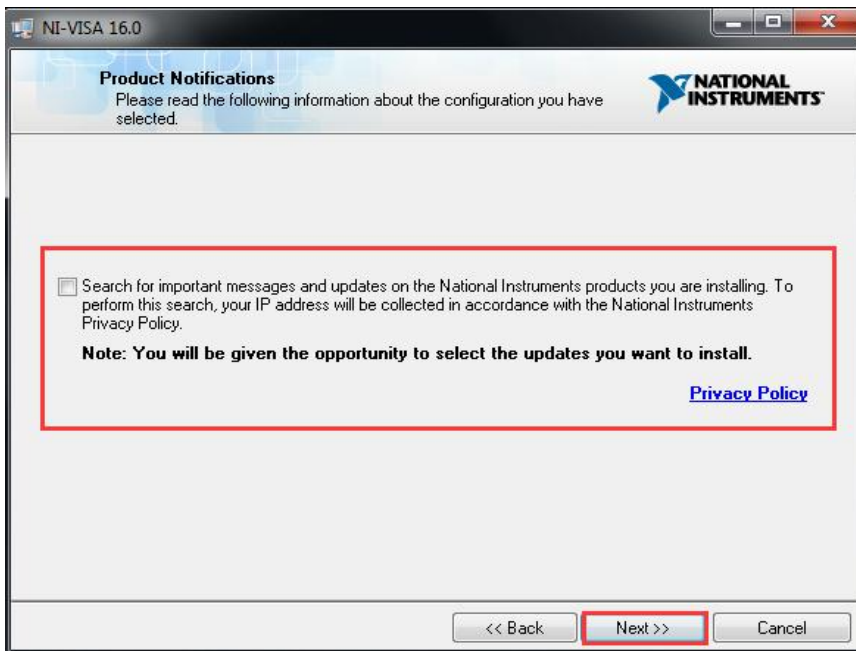 NI-VISA 16.0
Product Notifications
Please read the following information about the configuration you have
selected.
NATIONAL
INSTRUMENTS™
Search for important messages and updates on the National Instruments products you are installing. To
perform this search, your IP address will be collected in accordance with the National Instruments
Privacy Policy.
Note: You will be given the opportunity to select the updates you want to install.
Privacy Policy
<< Back
Next >>
Cancel